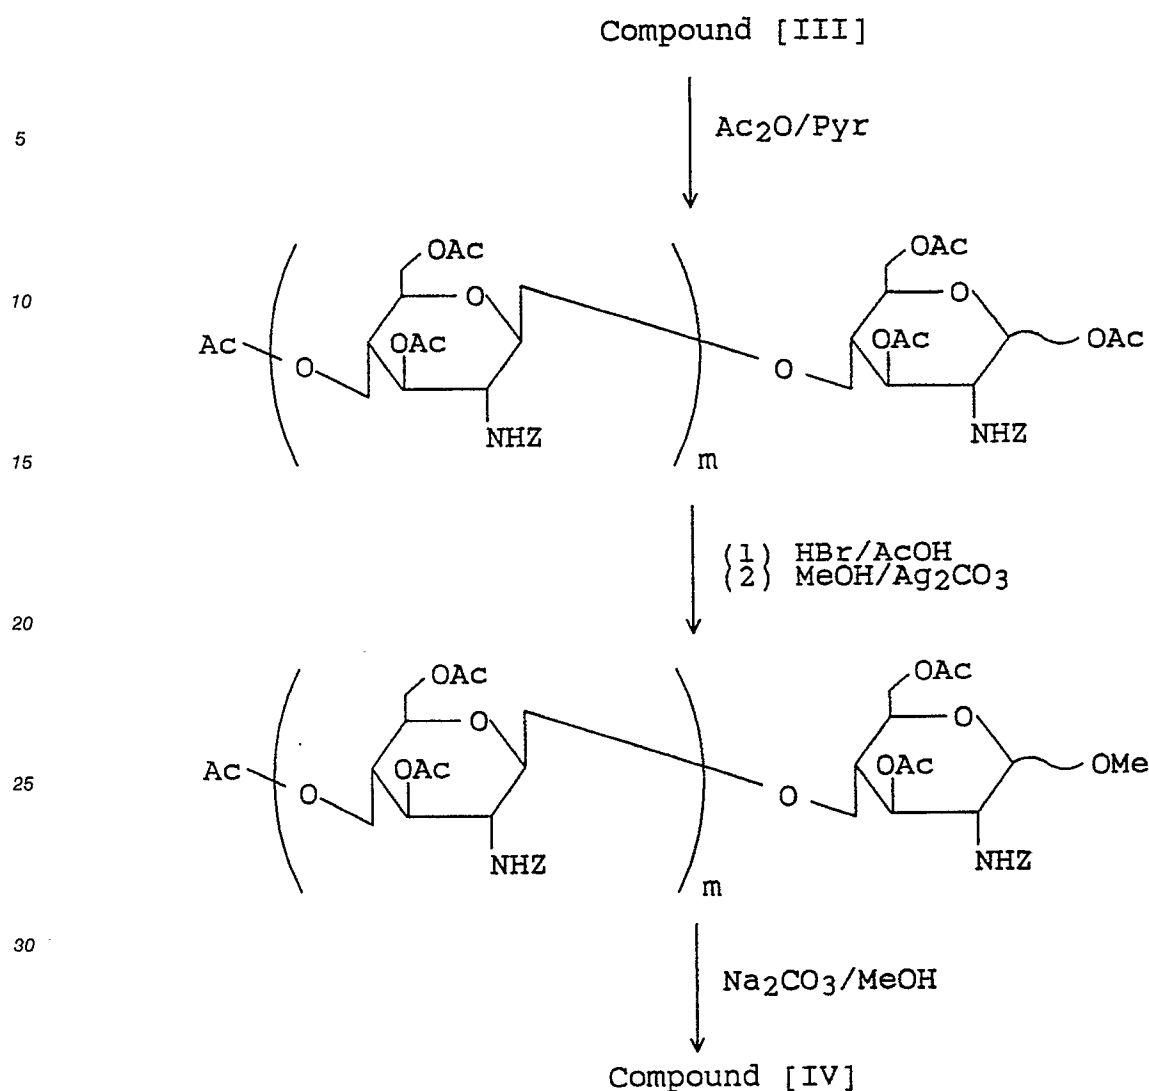 Compound [III]
5
Ac₂O/Pyr
OAc OAc
10
O O
Ac OAc OAc OAc
O O
NHZ NHZ
15
m
(1) HBr/AcOH
(2) MeOH/Ag₂CO₃
20
OAc OAc
O O
Ac OAc OAc OMe
25
O O
NHZ NHZ
m
30
Na₂CO₃/MeOH
Compound [IV]